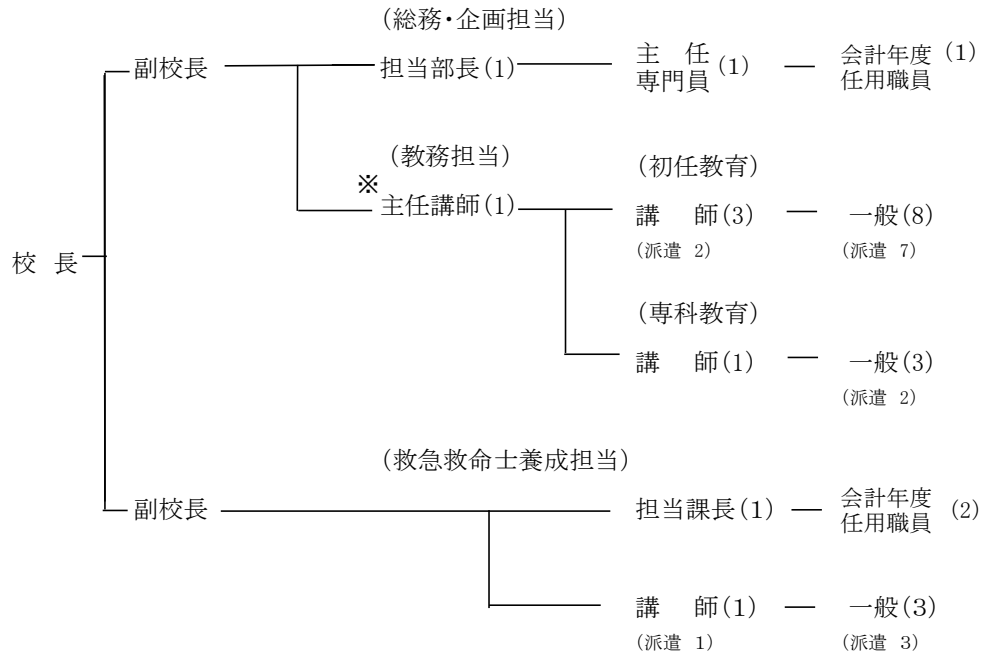 (総務・企画担当)
副校長 担当部長(1) 主 任 専門員 (1) 会計年度 任用職員 (1)
(教務担当) (初任教育)
※ 主任講師(1) 講 師(3) 一般(8)
(派遣 2) (派遣 7)
校 長
(専科教育)
講 師(1) 一般(3)
(派遣 2)
(救急救命士養成担当)
副校長 担当課長(1) 会計年度 任用職員 (2)
講 師(1) 一般(3)
(派遣 1) (派遣 3)